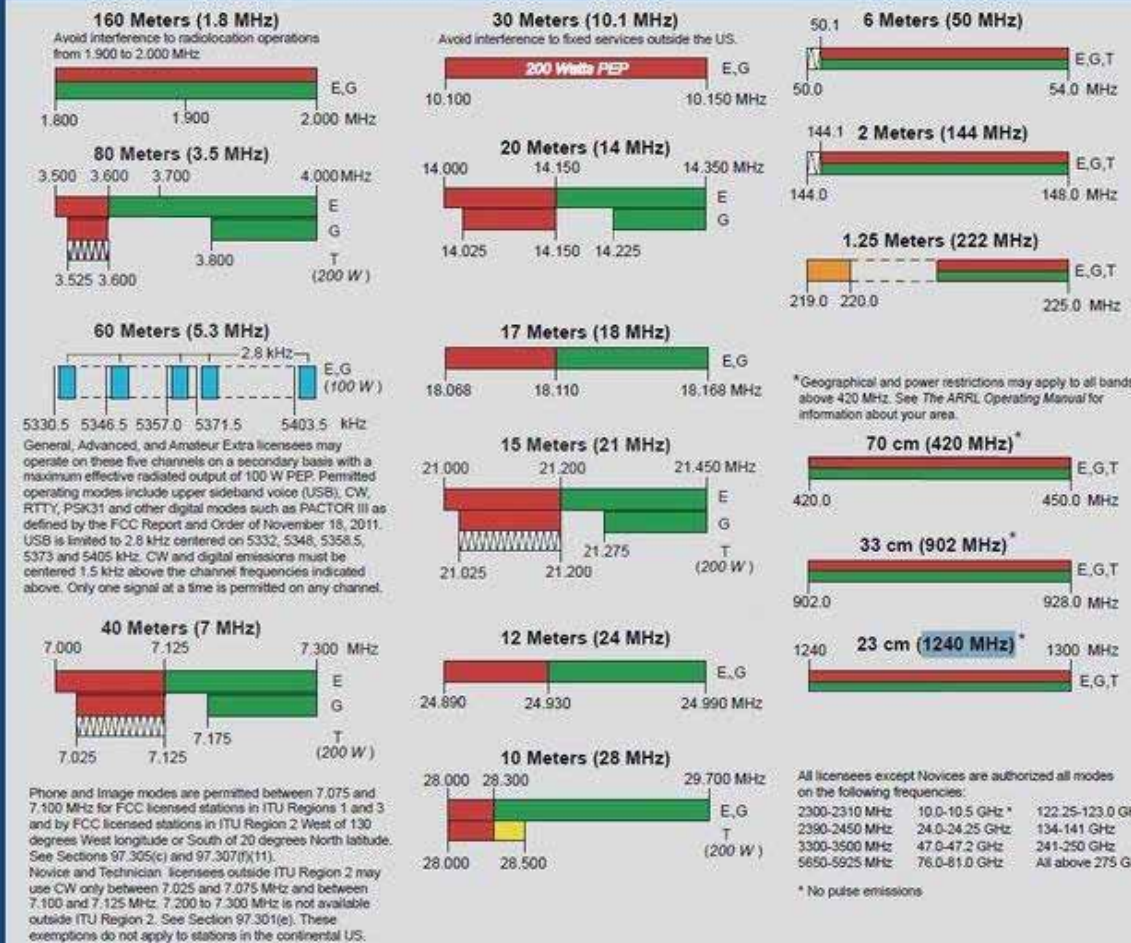 160 Meters (1.8 MHz)
Avoid interference to radiolocation operations
from 1.900 to 2.000 MHz
E,G
1.800 1.900 2.000 MHz
80 Meters (3.5 MHz)
3.500 3.600 3.700 4.000 MHz
E
G
3.800 T
(200 W)
3.525 3.600
60 Meters (5.3 MHz)
2.8 kHz
E,G
(100 W)
5330.5 5346.5 5357.0 5371.5 5403.5 kHz
General, Advanced, and Amateur Extra licensees may
operate on these five channels on a secondary basis with a
maximum effective radiated output of 100 W PEP. Permitted
operating modes include upper sideband voice (USB), CW,
RTTY, PSK31 and other digital modes such as PACTOR III as
defined by the FCC Report and Order of November 18, 2011.
USB is limited to 2.8 kHz centered on 5332, 5348, 5358.5,
5373 and 5405 kHz. CW and digital emissions must be
centered 1.5 kHz above the channel frequencies indicated
above. Only one signal at a time is permitted on any channel.
40 Meters (7 MHz)
7.000 7.125 7.300 MHz
E
G
7.175 T
(200 W)
7.025 7.125
Phone and Image modes are permitted between 7.075 and
7.100 MHz for FCC licensed stations in ITU Regions 1 and 3
and by FCC licensed stations in ITU Region 2 West of 130
degrees West longitude or South of 20 degrees North latitude.
See Sections 97.305(c) and 97.307(f)(11).
Novice and Technician licensees outside ITU Region 2 may
use CW only between 7.025 and 7.075 MHz and between
7.100 and 7.125 MHz. 7.200 to 7.300 MHz is not available
outside ITU Region 2. See Section 97.301(e). These
exemptions do not apply to stations in the continental US.
30 Meters (10.1 MHz)
Avoid interference to fixed services outside the US.
200 Watts PEP
E,G
10.100 10.150 MHz
20 Meters (14 MHz)
14.000 14.150 14.350 MHz
E
G
14.025 14.150 14.225
17 Meters (18 MHz)
E,G
18.068 18.110 18.168 MHz
15 Meters (21 MHz)
21.000 21.200 21.450 MHz
E
G
21.275 T
(200 W)
21.025 21.200
12 Meters (24 MHz)
E,G
24.890 24.930 24.990 MHz
10 Meters (28 MHz)
28.000 28.300 29.700 MHz
E,G
T
(200 W)
28.000 28.500
6 Meters (50 MHz)
50.1
E,G,T
50.0 54.0 MHz
2 Meters (144 MHz)
144.1
E,G,T
144.0 148.0 MHz
1.25 Meters (222 MHz)
E,G,T
219.0 220.0 225.0 MHz
*Geographical and power restrictions may apply to all bands
above 420 MHz. See The ARRL Operating Manual for
information about your area.
70 cm (420 MHz)*
E,G,T
420.0 450.0 MHz
33 cm (902 MHz)*
E,G,T
902.0 928.0 MHz
23 cm (1240 MHz)*
1240 1300 MHz
E,G,T
All licensees except Novices are authorized all modes
on the following frequencies:
2300-2310 MHz 10.0-10.5 GHz * 122.25-123.0 GH
2390-2450 MHz 24.0-24.25 GHz 134-141 GHz
3300-3500 MHz 47.0-47.2 GHz 241-250 GHz
5650-5925 MHz 76.0-81.0 GHz All above 275 G
* No pulse emissions